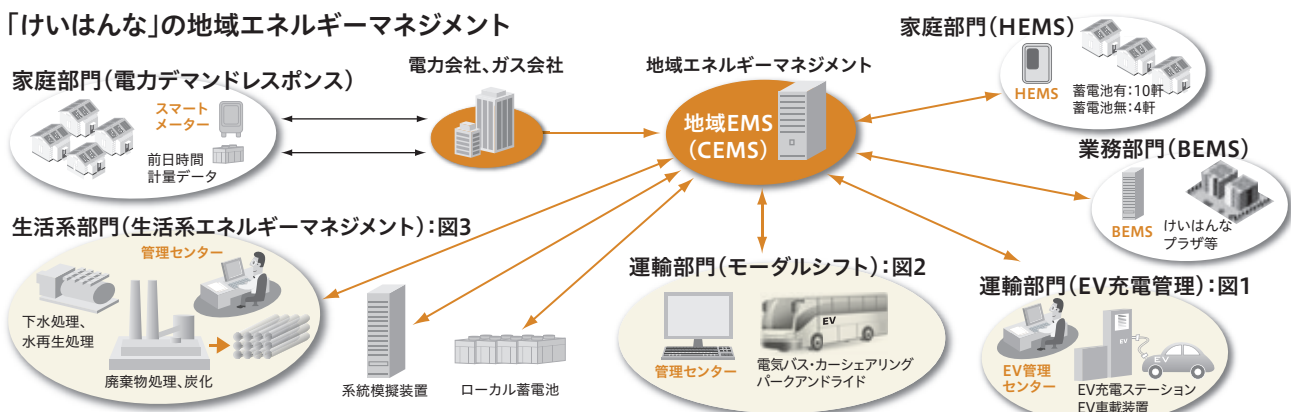 「けいはんな」の地域エネルギーマネジメント
家庭部門(電力デマンドレスポンス)
スマート
メーター
前日時間
計量データ
電力会社、ガス会社
地域エネルギーマネジメント
地域EMS
(CEMS)
家庭部門(HEMS)
HEMS
蓄電池有:10軒
蓄電池無:4軒
業務部門(BEMS)
BEMS
けいはんな
プラザ等
生活系部門(生活系エネルギーマネジメント):図3
管理センター
下水処理、
水再生処理
廃棄物処理、炭化
系統模擬装置
ローカル蓄電池
運輸部門(モーダルシフト):図2
管理センター
EV
電気バス・カーシェアリング
パークアンドライド
運輸部門(EV充電管理):図1
EV管理
センター
EV
EV
EV充電ステーション
EV車載装置